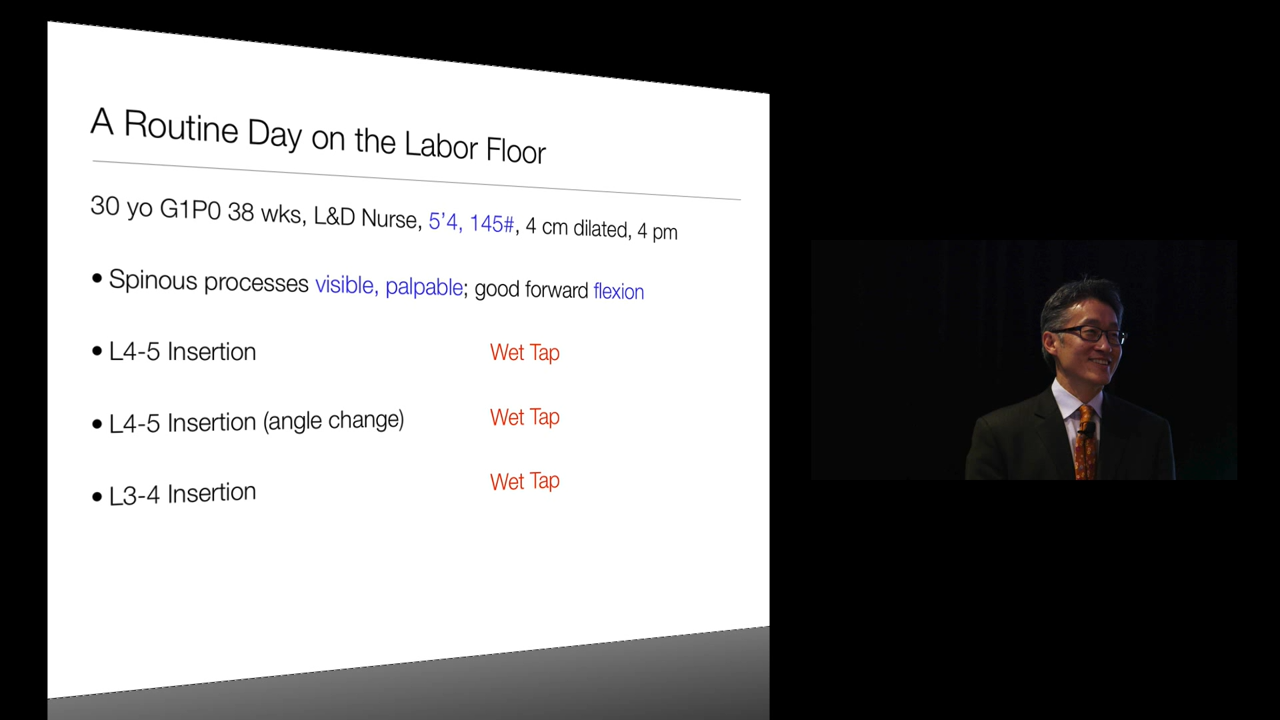 A Routine Day on the Labor Floor
30 yo G1P0 38 wks, L&D Nurse, 5’4, 145#, 4 cm dilated, 4 pm
• Spinous processes visible, palpable; good forward flexion
• L4-5 Insertion Wet Tap
• L4-5 Insertion (angle change) Wet Tap
• L3-4 Insertion Wet Tap